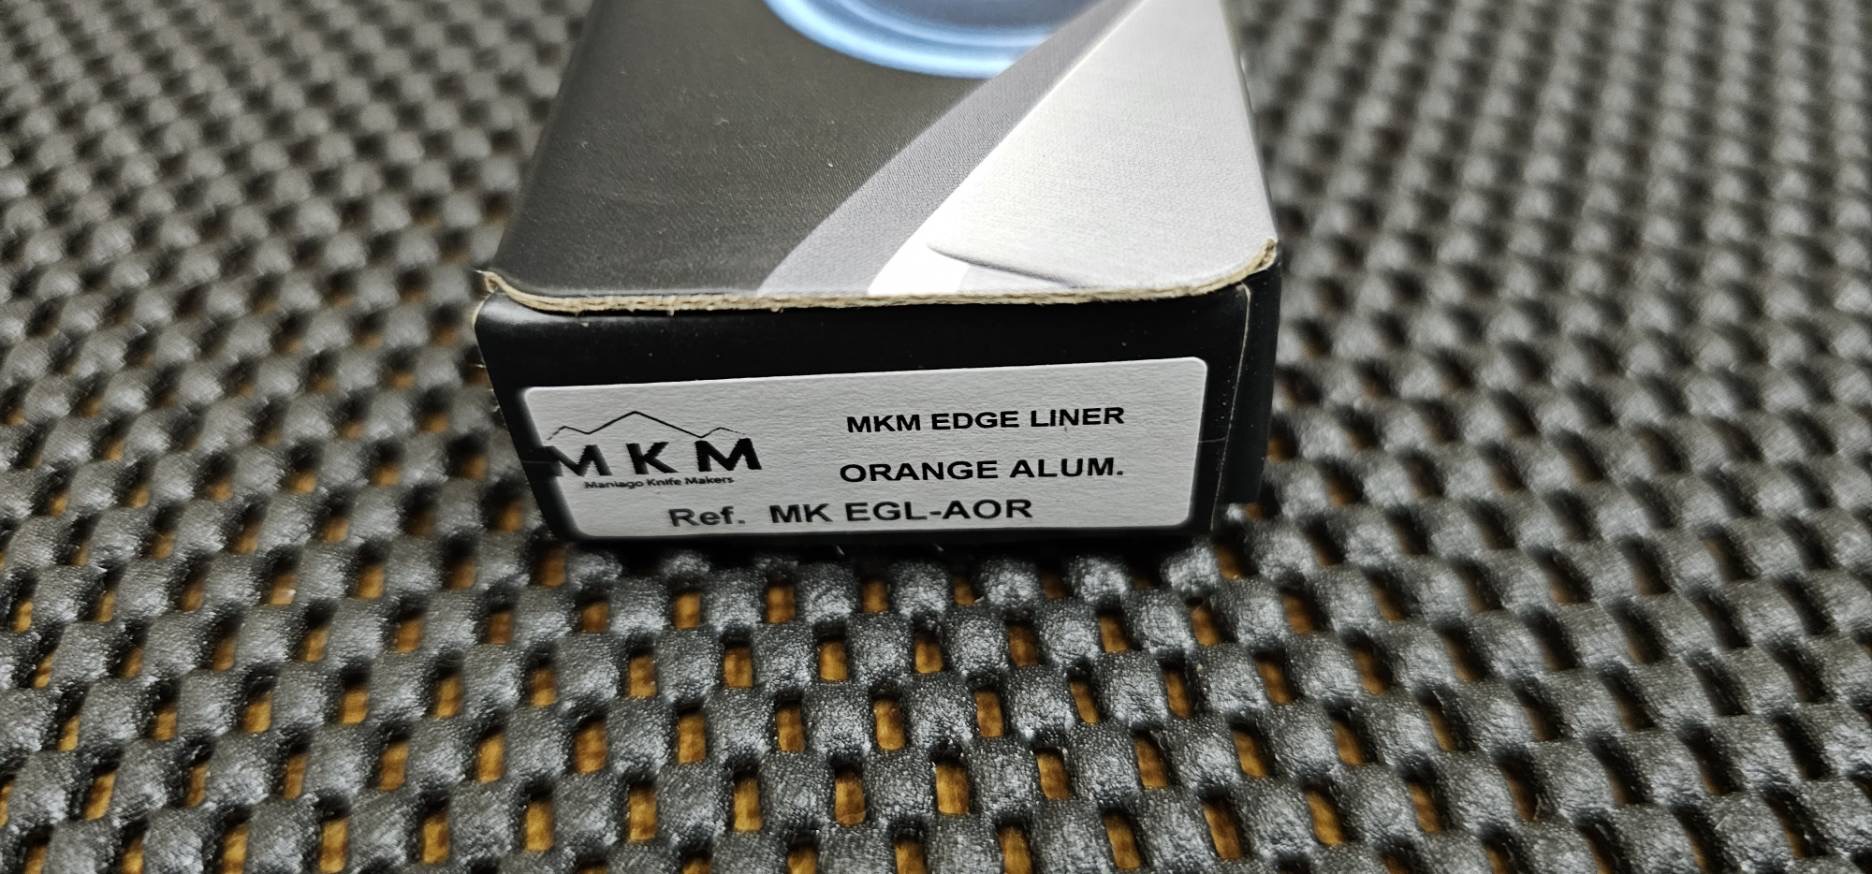 MKM
Maniago Knife Makers
MKM EDGE LINER
ORANGE ALUM.
Ref. MK EGL-AOR